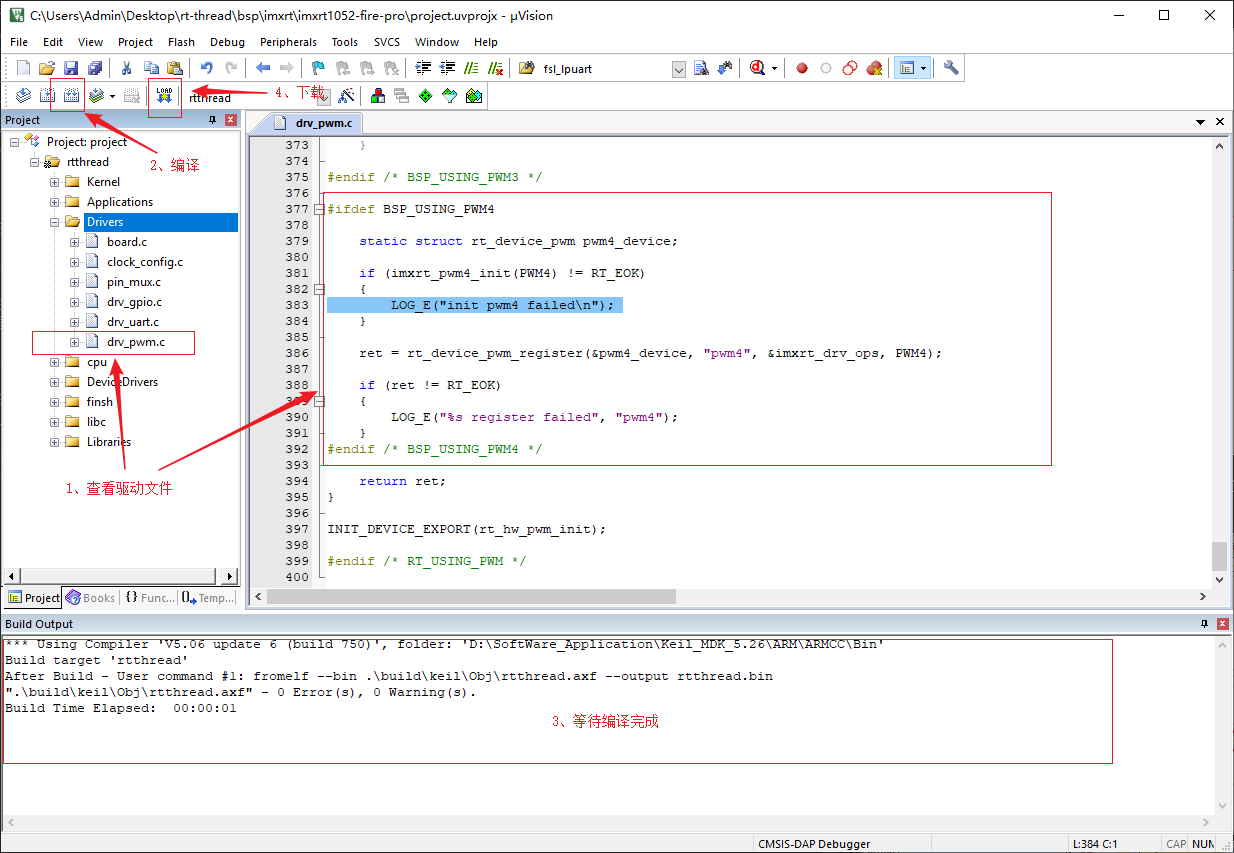 C:\Users\Admin\Desktop\rt-thread\bsp\imxrt\imxrt1052-fire-pro\project.uvprojx - µVision
File Edit View Project Flash Debug Peripherals Tools SVCS Window Help
fsl_lpuart
LOAD
rtthread
4、下载
Project
2、编译
Project: project
rtthread
Kernel
Applications
Drivers
board.c
clock_config.c
pin_mux.c
drv_gpio.c
drv_uart.c
drv_pwm.c
cpu
DeviceDrivers
finsh
libc
Libraries
1、查看驱动文件
Project Books {} Func... {} Temp...
drv_pwm.c
373 }
374
375 #endif /* BSP_USING_PWM3 */
376
377 #ifdef BSP_USING_PWM4
378
379 static struct rt_device_pwm pwm4_device;
380
381 if (imxrt_pwm4_init(PWM4) != RT_EOK)
382 {
383 LOG_E("init pwm4 failed\n");
384 }
385
386 ret = rt_device_pwm_register(&pwm4_device, "pwm4", &imxrt_drv_ops, PWM4);
387
388 if (ret != RT_EOK)
389 {
390 LOG_E("%s register failed", "pwm4");
391 }
392 #endif /* BSP_USING_PWM4 */
393
394 return ret;
395 }
396
397 INIT_DEVICE_EXPORT(rt_hw_pwm_init);
398
399 #endif /* RT_USING_PWM */
400
Build Output
*** Using Compiler 'V5.06 update 6 (build 750)', folder: 'D:\SoftWare_Application\Keil_MDK_5.26\ARM\ARMCC\Bin'
Build target 'rtthread'
After Build - User command #1: fromelf --bin .\build\keil\Obj\rtthread.axf --output rtthread.bin
".\build\keil\Obj\rtthread.axf" - 0 Error(s), 0 Warning(s).
Build Time Elapsed:  00:00:01
3、等待编译完成
CMSIS-DAP Debugger L:384 C:1 CAP NUM